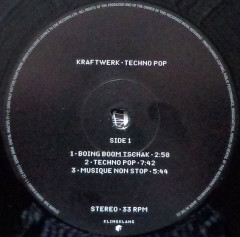 KRAFTWERK · TECHNO POP
SIDE 1
1 · BOING BOOM TSCHAK · 2:58
2 · TECHNO POP · 7:42
3 · MUSIQUE NON STOP · 5:44
STEREO · 33 RPM
KLINGKLANG